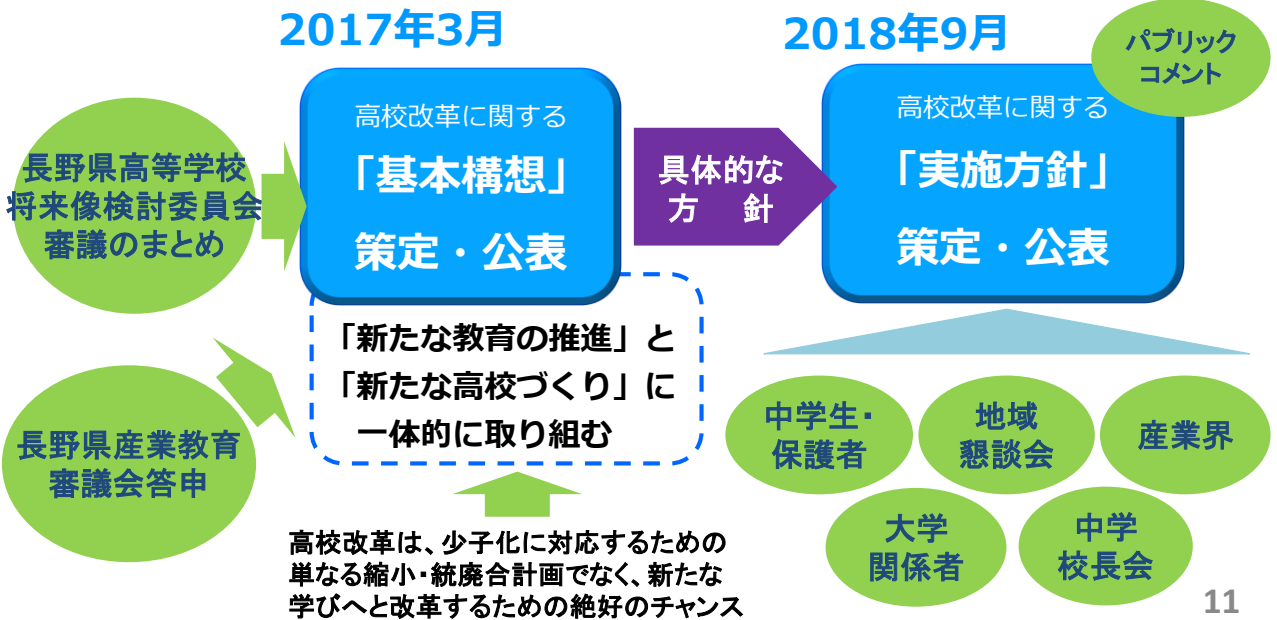 2017年3月
2018年9月
パブリック
コメント
高校改革に関する
「基本構想」
策定・公表
具体的な
方　針
高校改革に関する
「実施方針」
策定・公表
長野県高等学校
将来像検討委員会
審議のまとめ
長野県産業教育
審議会答申
「新たな教育の推進」と
「新たな高校づくり」に
一体的に取り組む
高校改革は、少子化に対応するための
単なる縮小・統廃合計画でなく、新たな
学びへと改革するための絶好のチャンス
中学生・
保護者
地域
懇談会
産業界
大学
関係者
中学
校長会
11